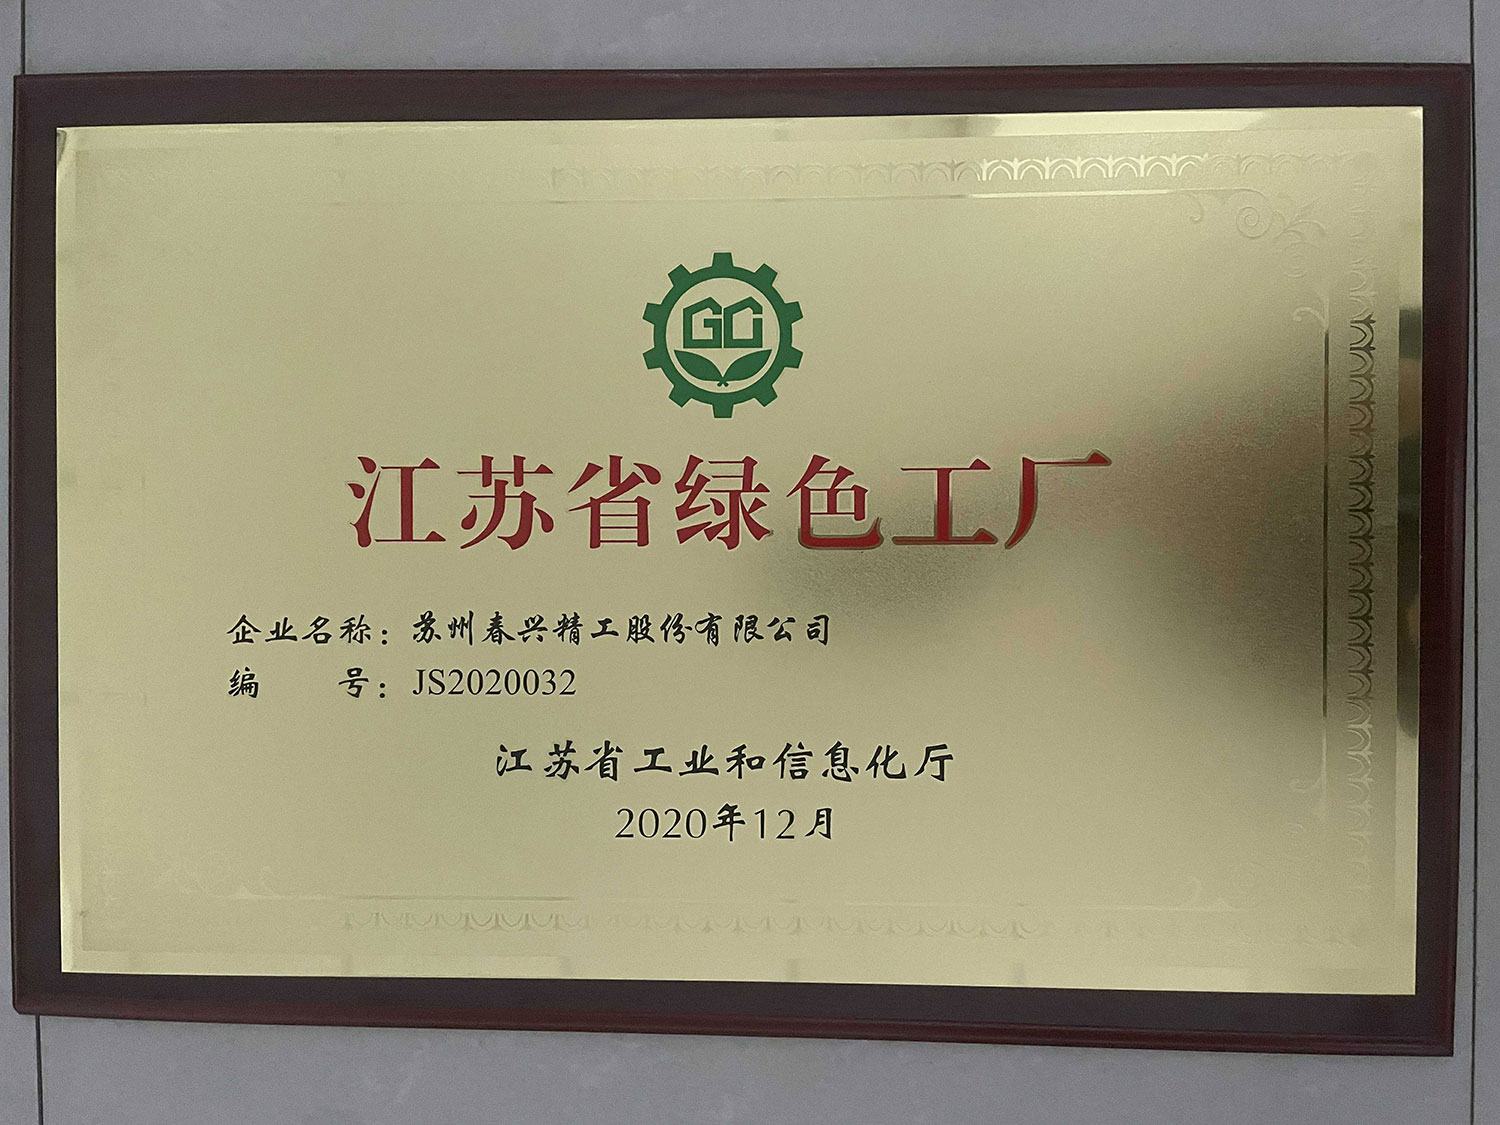 GC
江苏省绿色工厂
企业名称：苏州春兴精工股份有限公司
编 号：JS2020032
江苏省工业和信息化厅
2020年12月